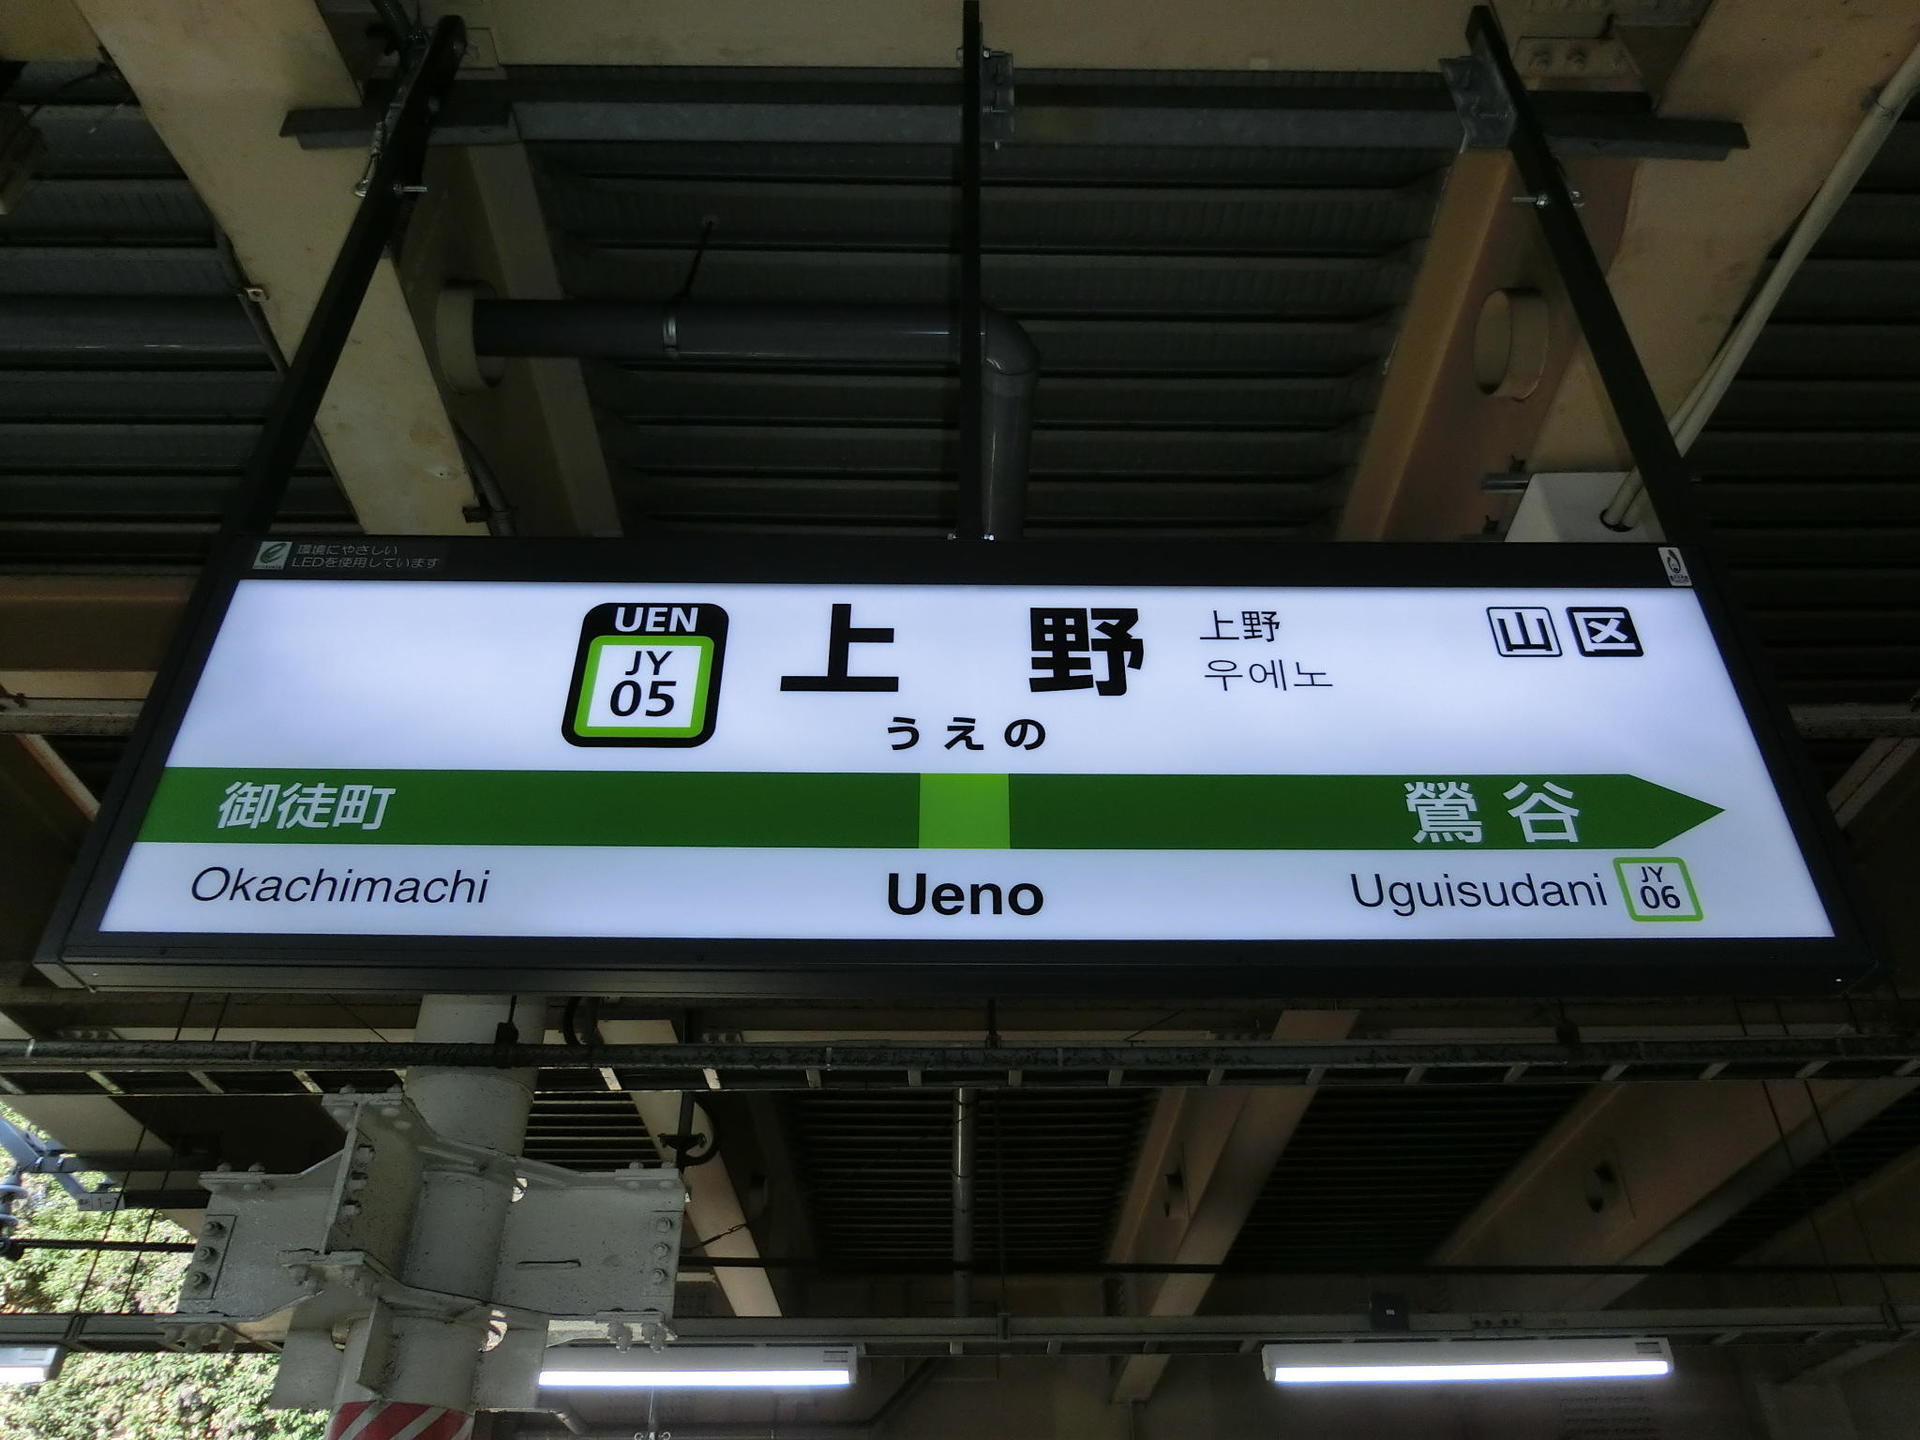 環境にやさしい
LEDを使用しています
UEN
JY
05
上野
うえの
上野
우에노
山 区
御徒町
鶯谷
Okachimachi
Ueno
Uguisudani
JY
06